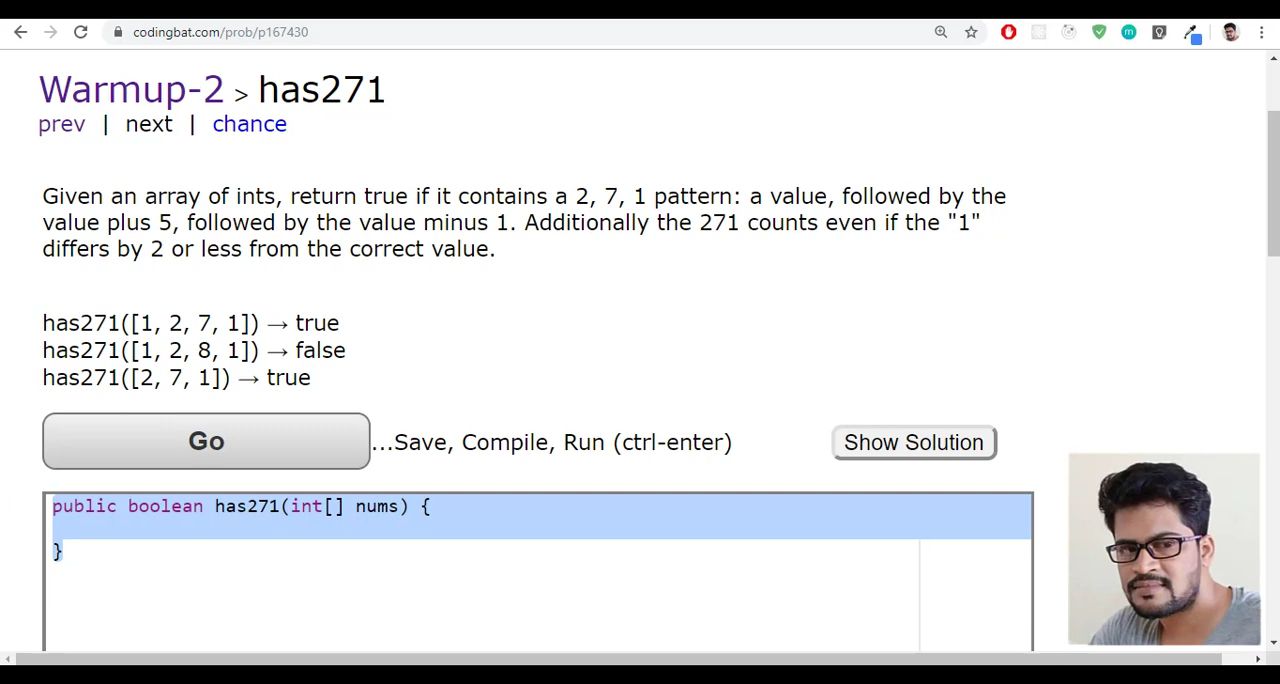 codingbat.com/prob/p167430
Warmup-2 > has271
prev | next | chance
Given an array of ints, return true if it contains a 2, 7, 1 pattern: a value, followed by the
value plus 5, followed by the value minus 1. Additionally the 271 counts even if the "1"
differs by 2 or less from the correct value.
has271([1, 2, 7, 1]) → true
has271([1, 2, 8, 1]) → false
has271([2, 7, 1]) → true
Go ...Save, Compile, Run (ctrl-enter) Show Solution
public boolean has271(int[] nums) {
}